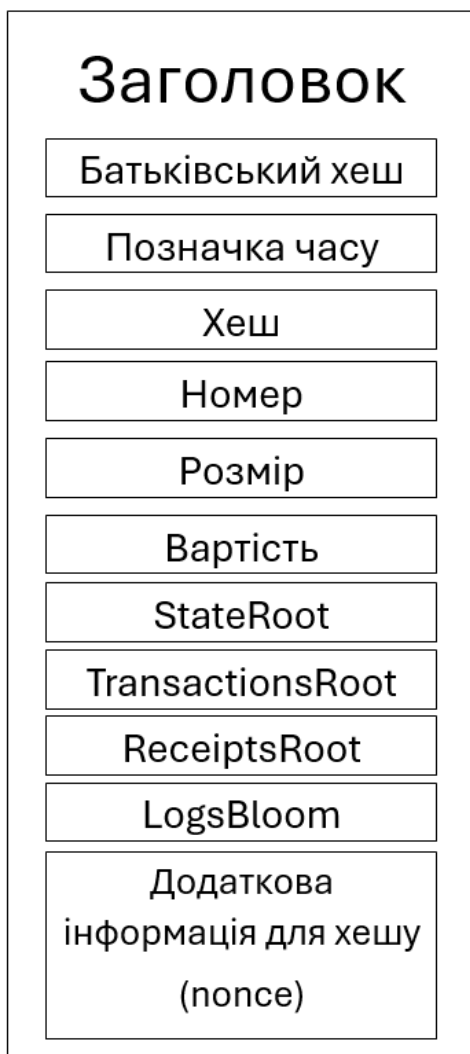 Заголовок
Батьківський хеш
Позначка часу
Хеш
Номер
Розмір
Вартість
StateRoot
TransactionsRoot
ReceiptsRoot
LogsBloom
Додаткова
інформація для хешу
(nonce)